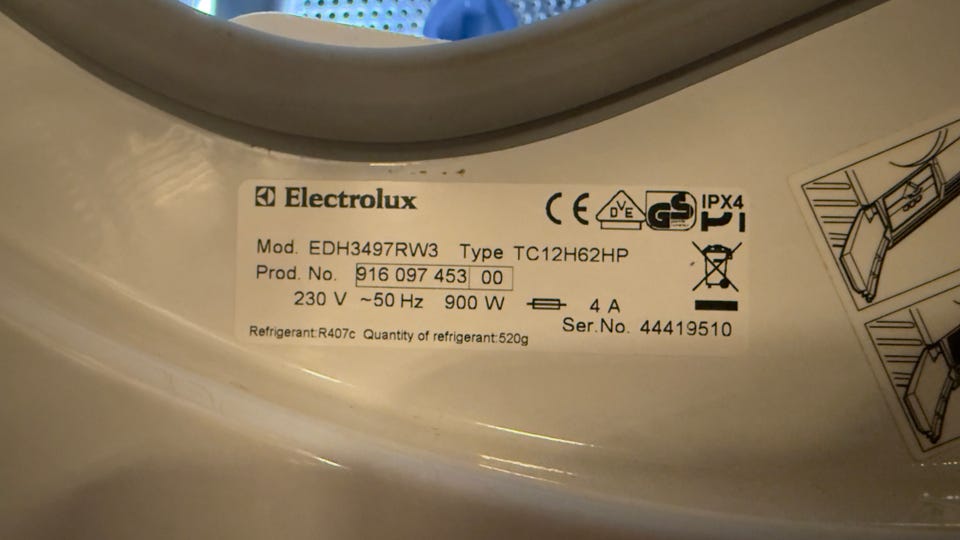 Electrolux
CE DVE GS IPX4
Mod. EDH3497RW3 Type TC12H62HP
Prod. No. 916 097 453 00
230 V ~50 Hz 900 W 4 A
Ser.No. 44419510
Refrigerant:R407c Quantity of refrigerant:520g